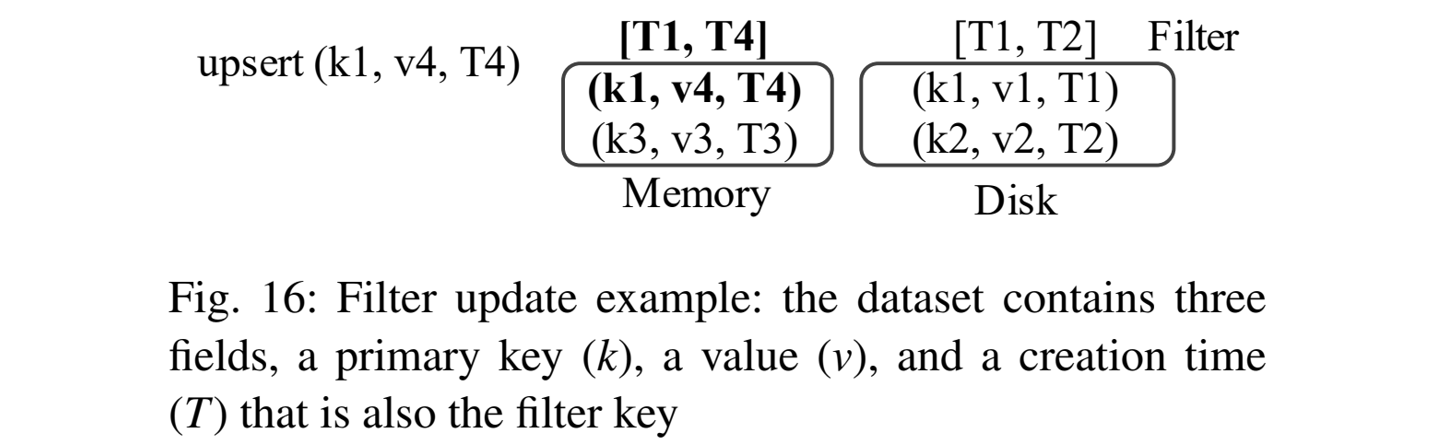 upsert (k1, v4, T4)
[T1, T4]
(k1, v4, T4)
(k3, v3, T3)
Memory
[T1, T2] Filter
(k1, v1, T1)
(k2, v2, T2)
Disk
Fig. 16: Filter update example: the dataset contains three
fields, a primary key (k), a value (v), and a creation time
(T) that is also the filter key